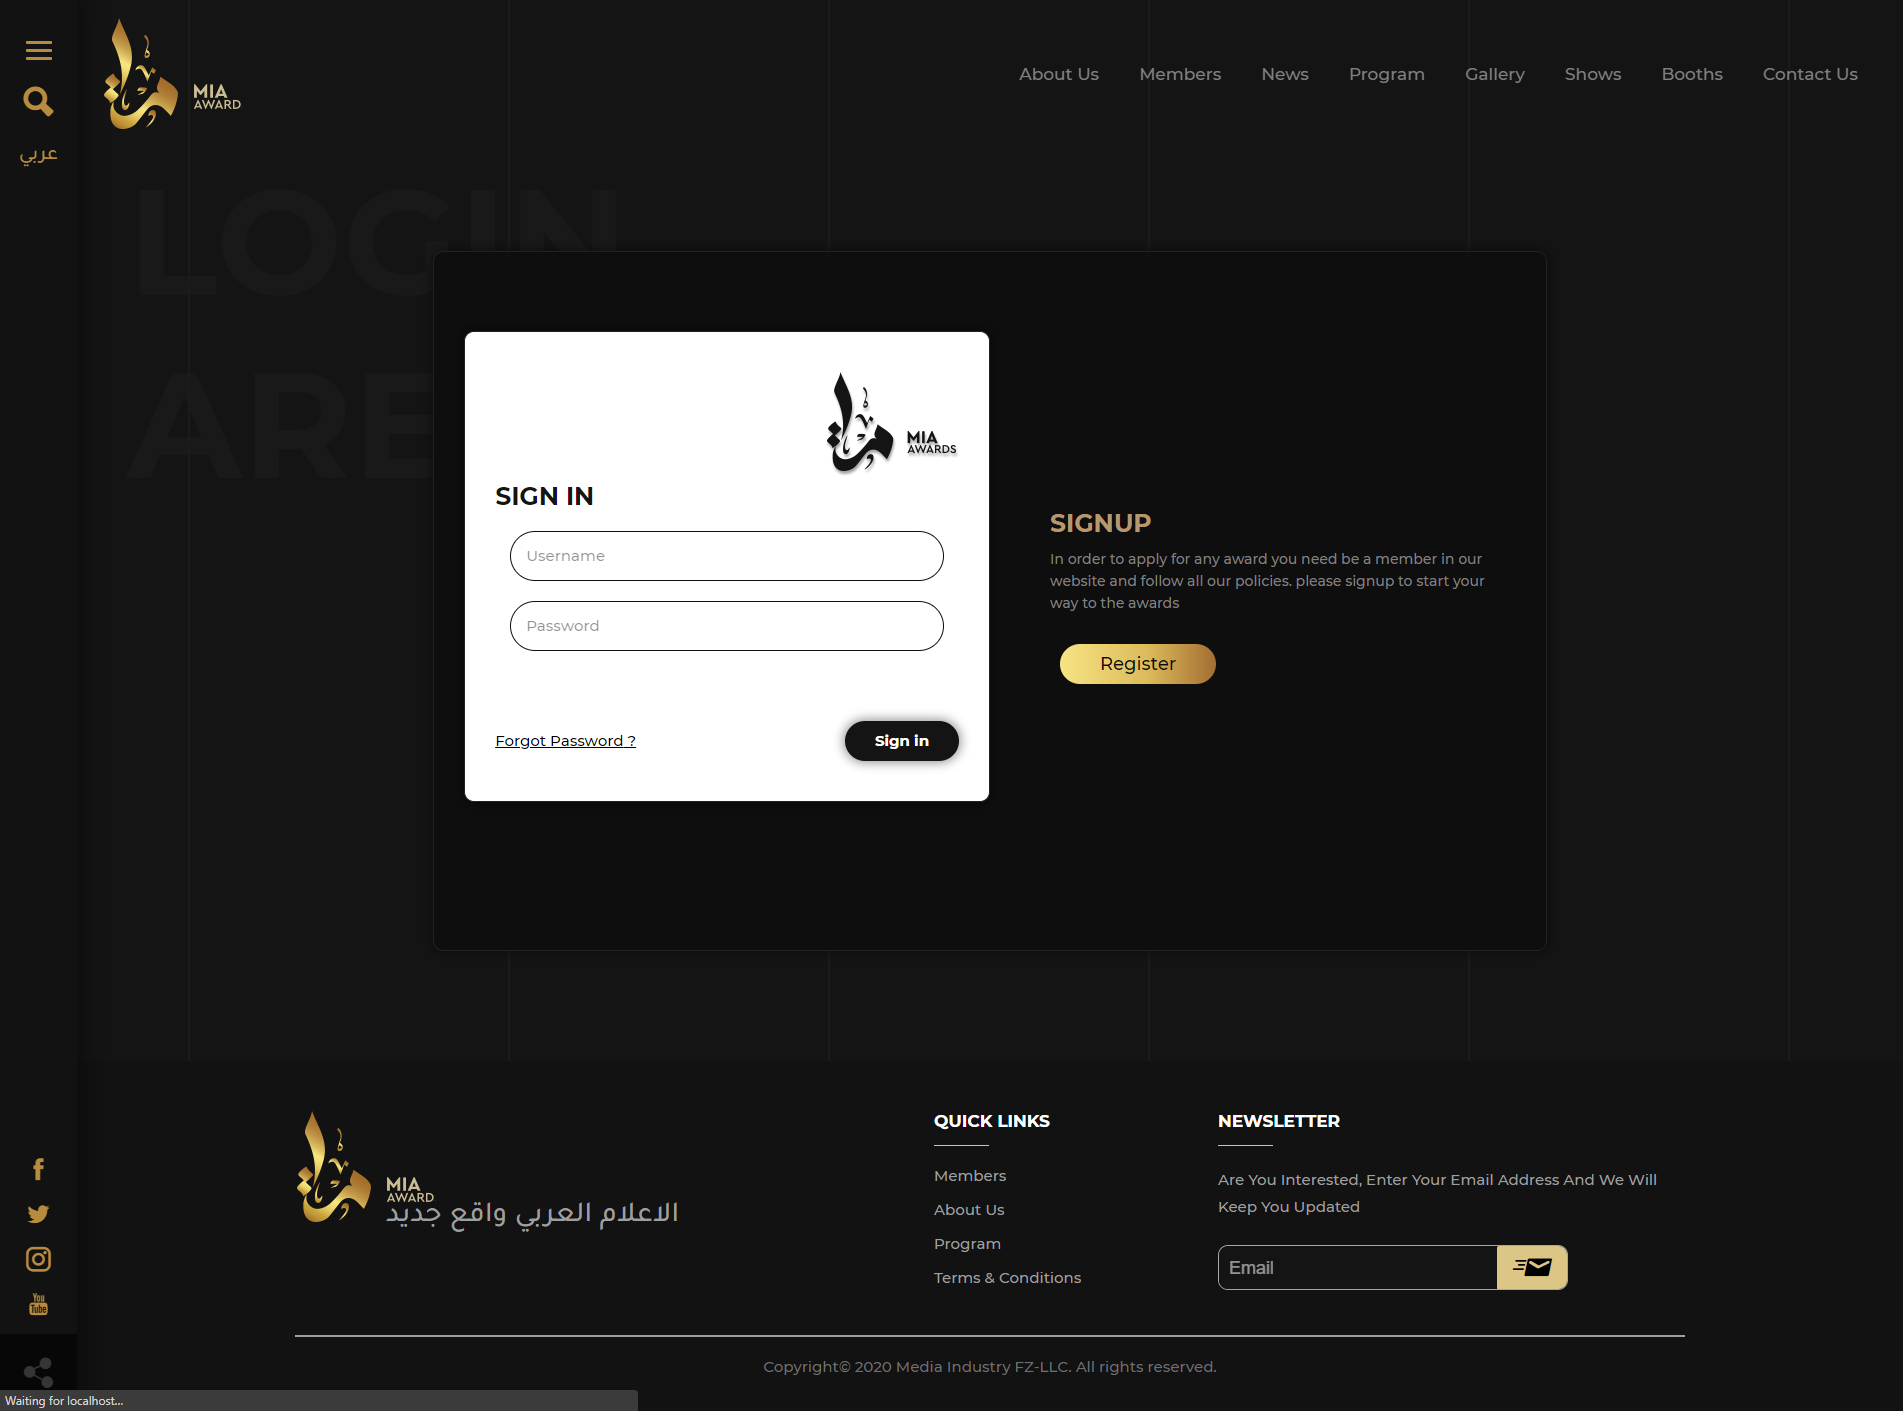 عربي
MIA
AWARD
About Us
Members
News
Program
Gallery
Shows
Booths
Contact Us
LOGIN
ARE
MIA
AWARDS
SIGN IN
Username
Password
Forgot Password ?
Sign in
SIGNUP
In order to apply for any award you need be a member in our
website and follow all our policies. please signup to start your
way to the awards
Register
MIA
AWARD
الاعلام العربي واقع جديد
QUICK LINKS
Members
About Us
Program
Terms & Conditions
NEWSLETTER
Are You Interested, Enter Your Email Address And We Will
Keep You Updated
Email
You
Tube
Copyright© 2020 Media Industry FZ-LLC. All rights reserved.
Waiting for localhost...